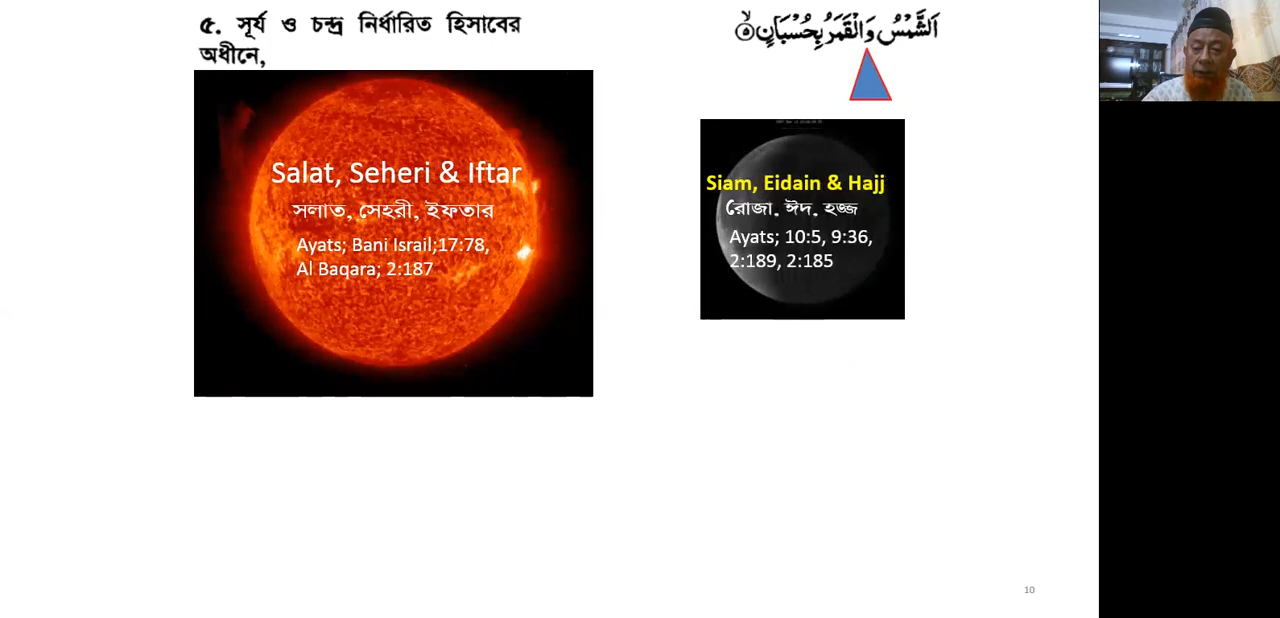 ৫. সূর্য ও চন্দ্র নির্ধারিত হিসাবের
অধীনে,
اَلشَّمْسُ وَالْقَمَرُ بِحُسْبَانٍ ۙ﴿۵﴾
Salat, Seheri & Iftar
সলাত, সেহরী, ইফতার
Ayats; Bani Israil;17:78,
Al Baqara; 2:187
Siam, Eidain & Hajj
রোজা. ঈদ. হজ্জ
Ayats; 10:5, 9:36,
2:189, 2:185
10